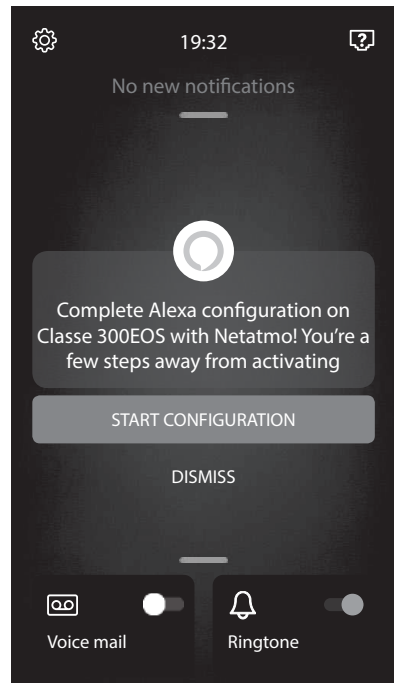 19:32
?
No new notifications
Complete Alexa configuration on
Classe 300EOS with Netatmo! You're a
few steps away from activating
START CONFIGURATION
DISMISS
Voice mail
Ringtone